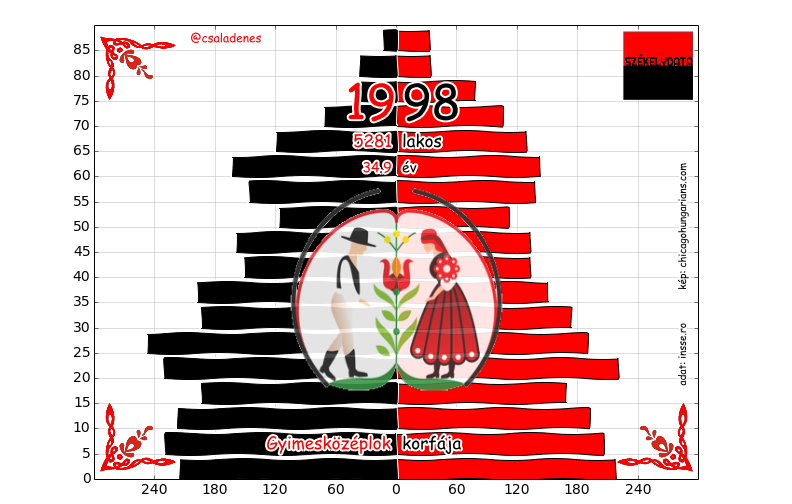 @csaladenes
SZÉKELYDATA
1998
5281 lakos
34.9 év
Gyimesközéplok korfája
kép: chicagohungarians.com
adat: insse.ro
85
80
75
70
65
60
55
50
45
40
35
30
25
20
15
10
5
0
240 180 120 60 0 60 120 180 240